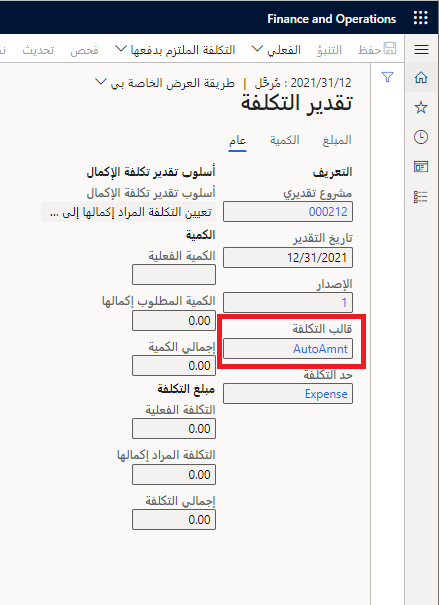 Finance and Operations
حفظ التنبؤ الفعلي التكلفة الملتزم بدفعها فحص تحديث
2021/31/12 : مُرحَّل | طريقة العرض الخاصة بي
تقدير التكلفة
عام الكمية المبلغ
التعريف
مشروع تقديري
000212
تاريخ التقدير
12/31/2021
الإصدار
1
قالب التكلفة
AutoAmnt
حد التكلفة
Expense
أسلوب تقدير تكلفة الإكمال
أسلوب تقدير تكلفة الإكمال
تعيين التكلفة المراد إكمالها إلى ...
الكمية
الكمية الفعلية
الكمية المطلوب إكمالها
0.00
إجمالي الكمية
0.00
مبلغ التكلفة
التكلفة الفعلية
0.00
التكلفة المراد إكمالها
0.00
إجمالي التكلفة
0.00